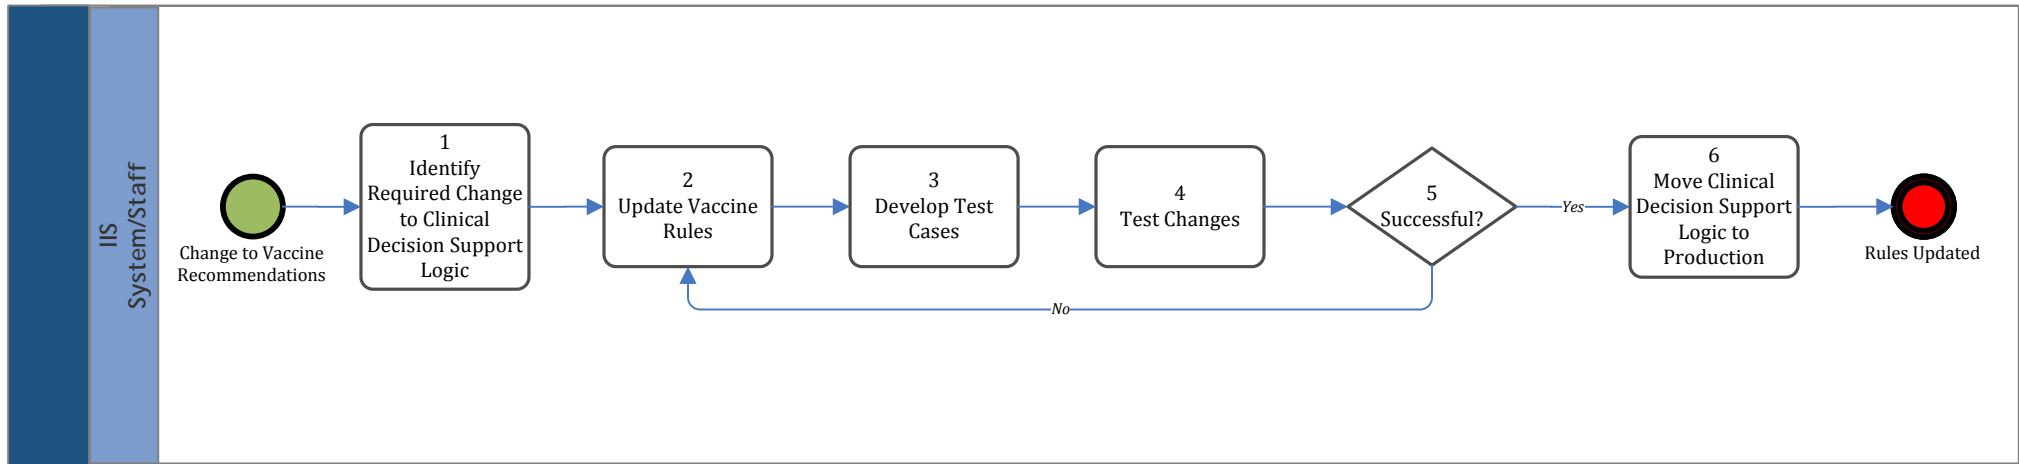 IIS
System/Staff
Change to Vaccine
Recommendations
1
Identify
Required Change
to Clinical
Decision Support
Logic
2
Update Vaccine
Rules
3
Develop Test
Cases
4
Test Changes
5
Successful?
Yes
No
6
Move Clinical
Decision Support
Logic to
Production
Rules Updated